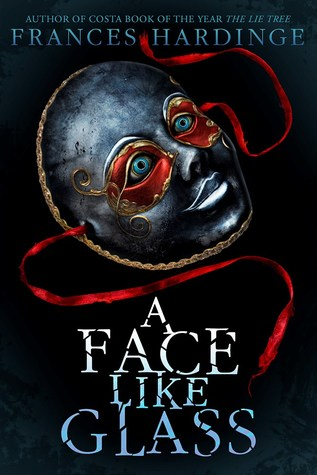 AUTHOR OF COSTA BOOK OF THE YEAR THE LIE TREE
FRANCES HARDINGE
A
FACE
LIKE
GLASS